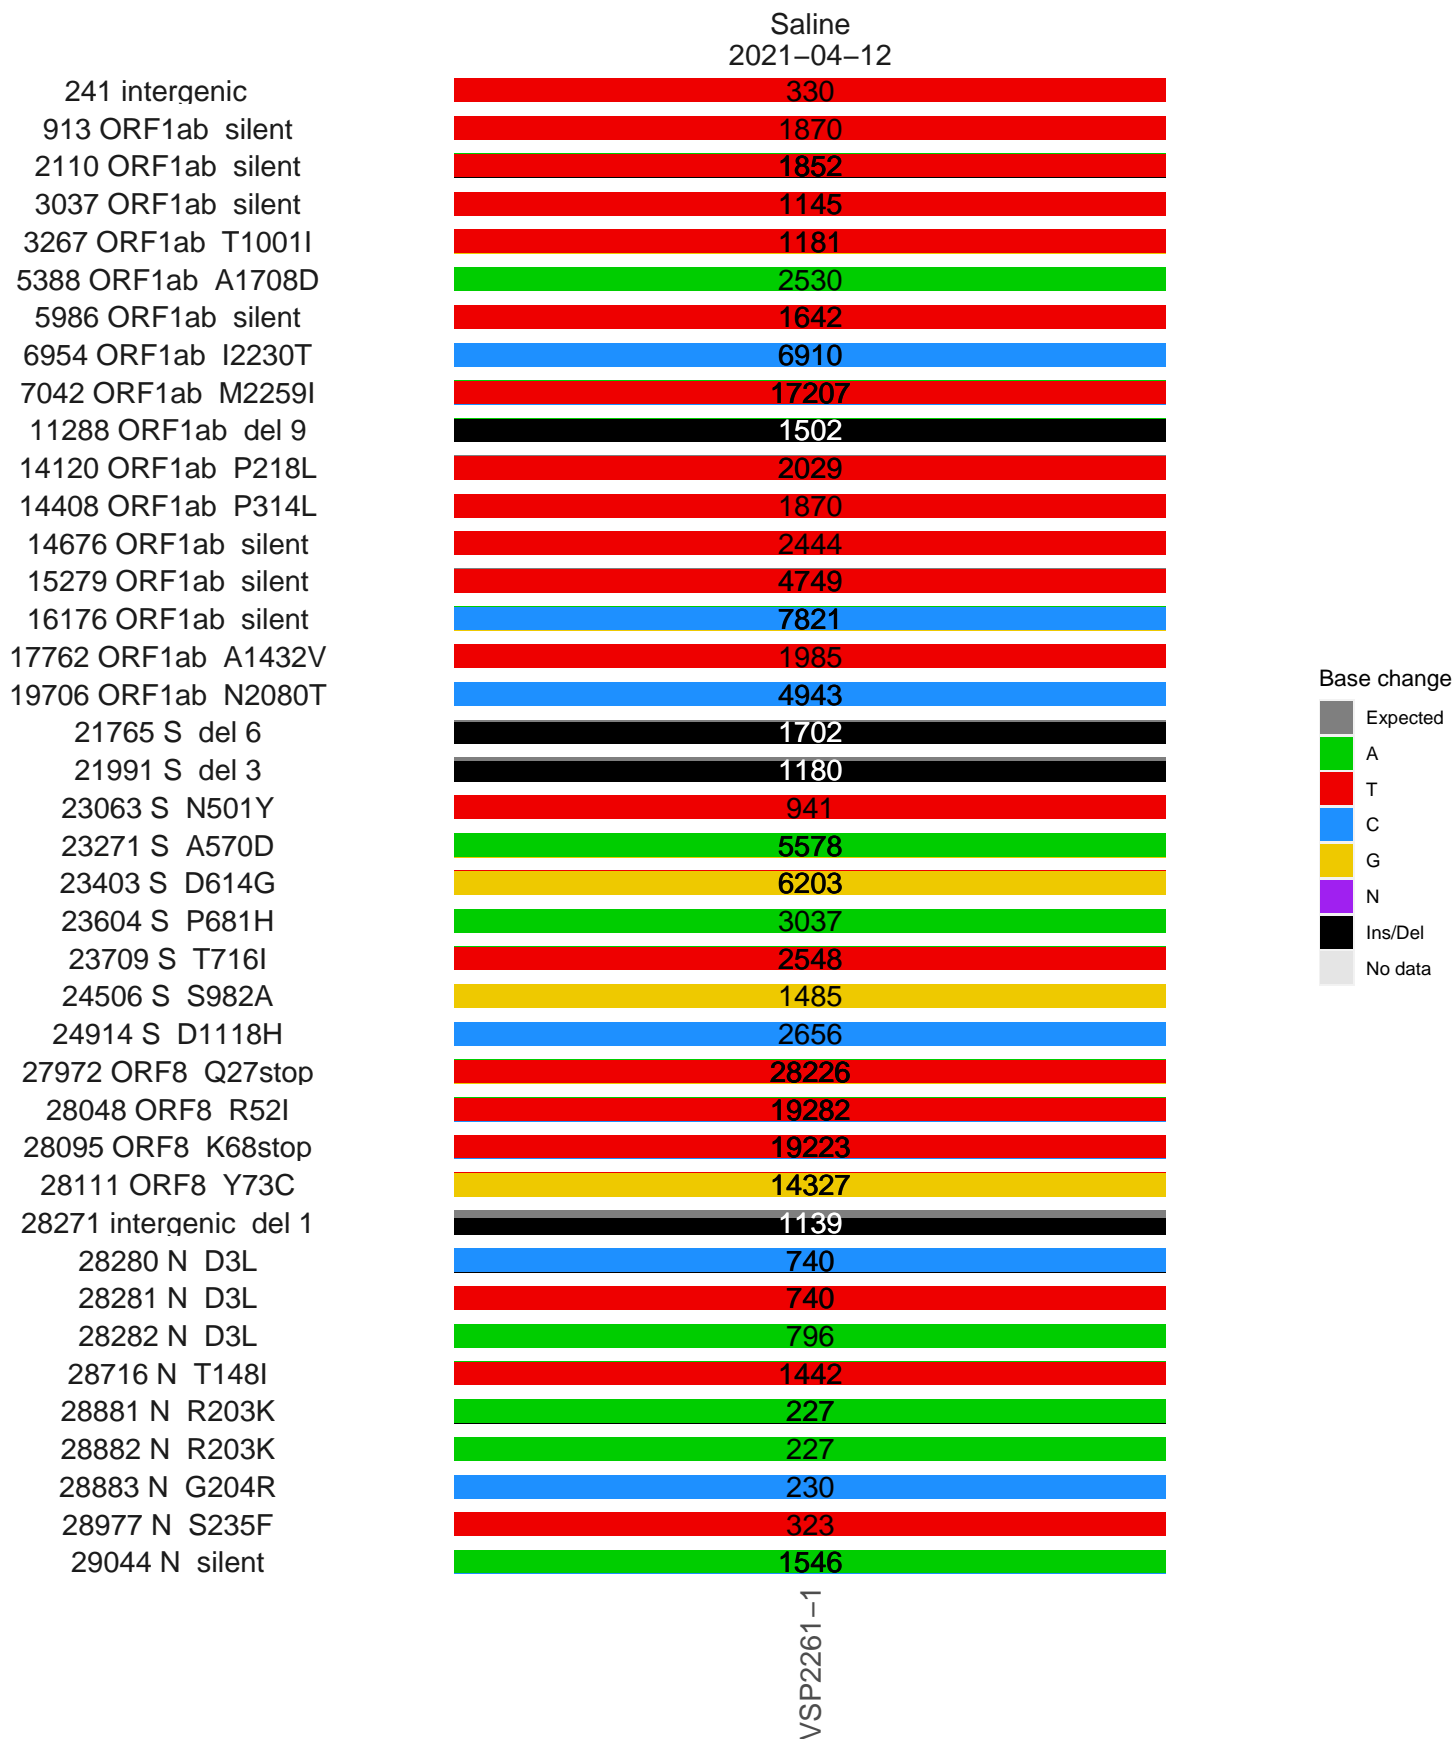 Saline
2021−04−12
241 intergenic 330
913 ORF1ab silent 1870
2110 ORF1ab silent 1852
3037 ORF1ab silent 1145
3267 ORF1ab T1001I 1181
5388 ORF1ab A1708D 2530
5986 ORF1ab silent 1642
6954 ORF1ab I2230T 6910
7042 ORF1ab M2259I 17207
11288 ORF1ab del 9 1502
14120 ORF1ab P218L 2029
14408 ORF1ab P314L 1870
14676 ORF1ab silent 2444
15279 ORF1ab silent 4749
16176 ORF1ab silent 7821
17762 ORF1ab A1432V 1985
19706 ORF1ab N2080T 4943
21765 S del 6 1702
21991 S del 3 1180
23063 S N501Y 941
23271 S A570D 5578
23403 S D614G 6203
23604 S P681H 3037
23709 S T716I 2548
24506 S S982A 1485
24914 S D1118H 2656
27972 ORF8 Q27stop 28226
28048 ORF8 R52I 19282
28095 ORF8 K68stop 19223
28111 ORF8 Y73C 14327
28271 intergenic del 1 1139
28280 N D3L 740
28281 N D3L 740
28282 N D3L 796
28716 N T148I 1442
28881 N R203K 227
28882 N R203K 227
28883 N G204R 230
28977 N S235F 323
29044 N silent 1546
VSP2261−1
Base change
Expected
A
T
C
G
N
Ins/Del
No data